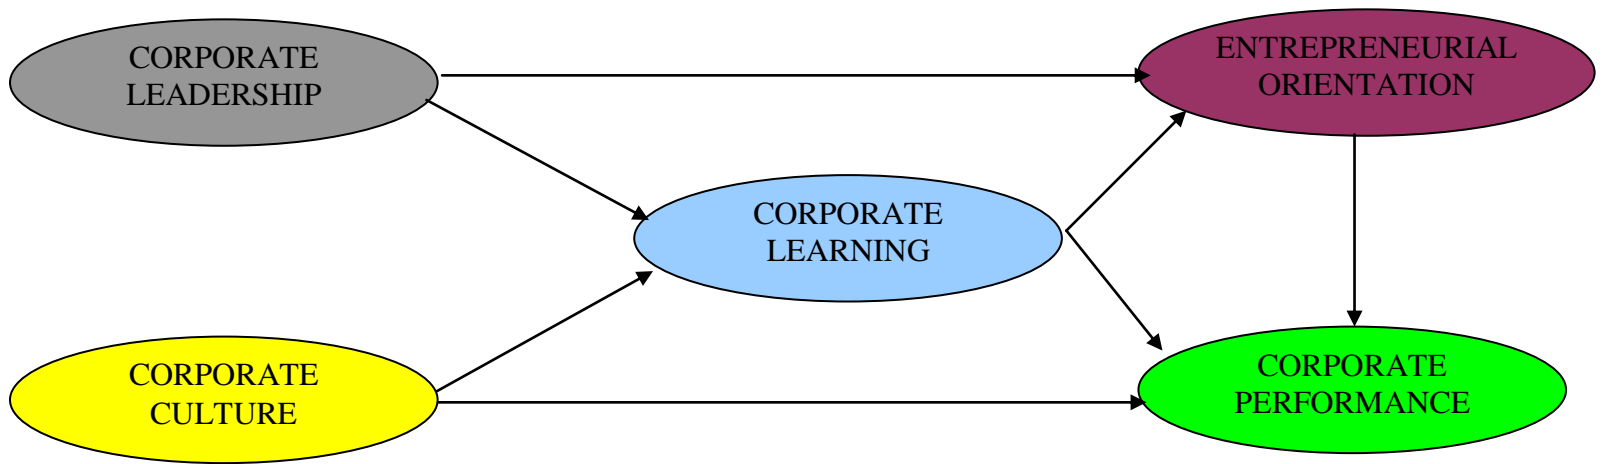 CORPORATE
LEADERSHIP
ENTREPRENEURIAL
ORIENTATION
CORPORATE
LEARNING
CORPORATE
CULTURE
CORPORATE
PERFORMANCE